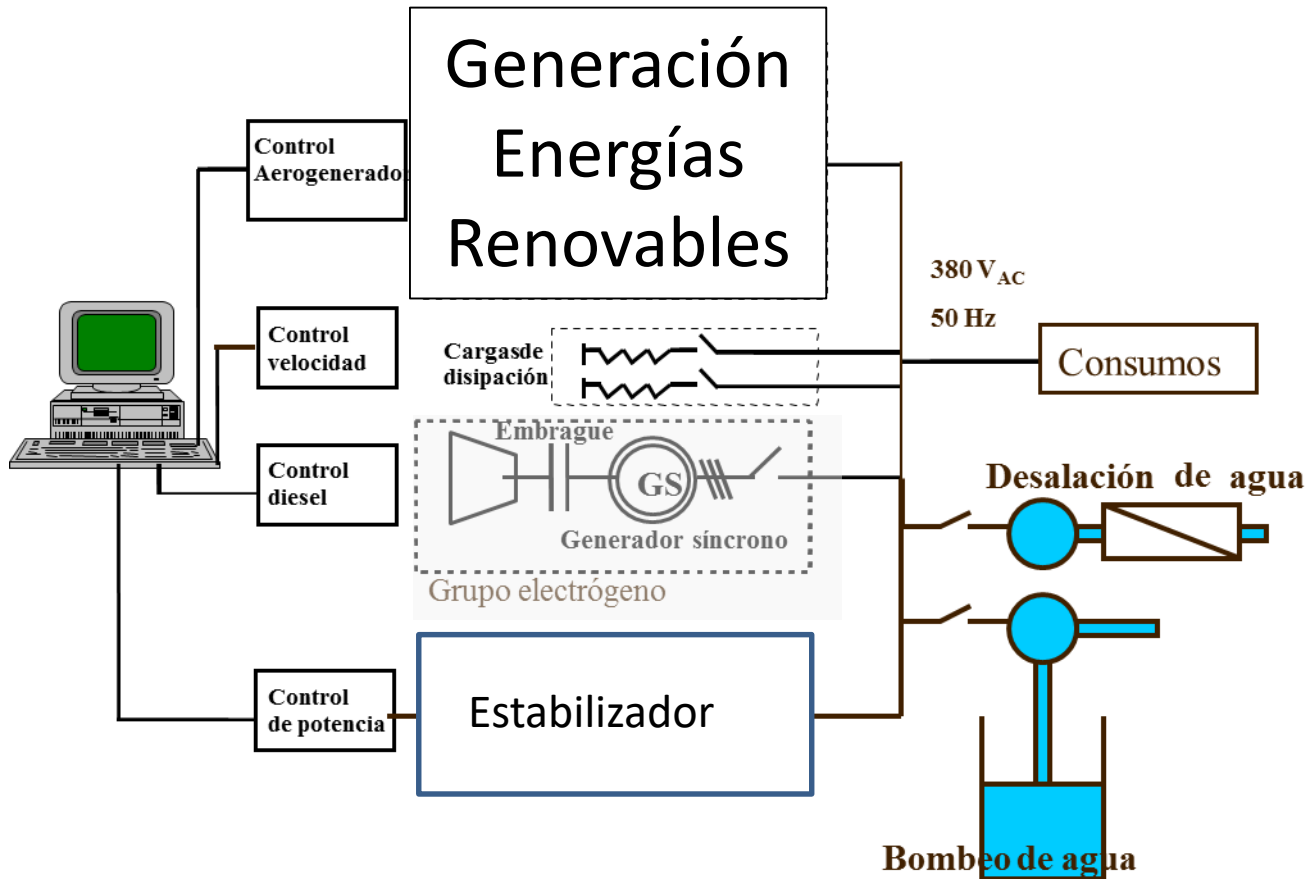 Generación
Energías
Renovables
Control
Aerogenerador
380 V AC
50 Hz
Control
velocidad
Cargasde
disipación
Consumos
Embrague
GS
Generador síncrono
Grupo electrógeno
Control
diesel
Desalación de agua
Control
de potencia
Estabilizador
Bombeo de agua